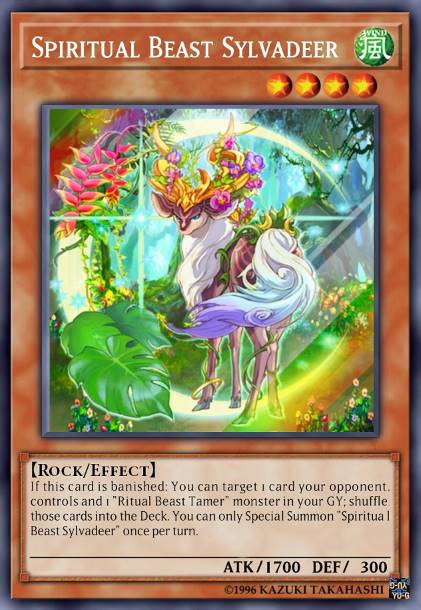 SPIRITUAL BEAST SYLVADEER
WIND
風
[ROCK/EFFECT]
If this card is banished: You can target 1 card your opponent.
controls and 1 "Ritual Beast Tamer" monster in your GY; shuffle
those cards into the Deck. You can only Special Summon "Spiritual
Beast Sylvadeer" once per turn.
ATK/1700 DEF/ 300
©1996 KAZUKI TAKAHASHI